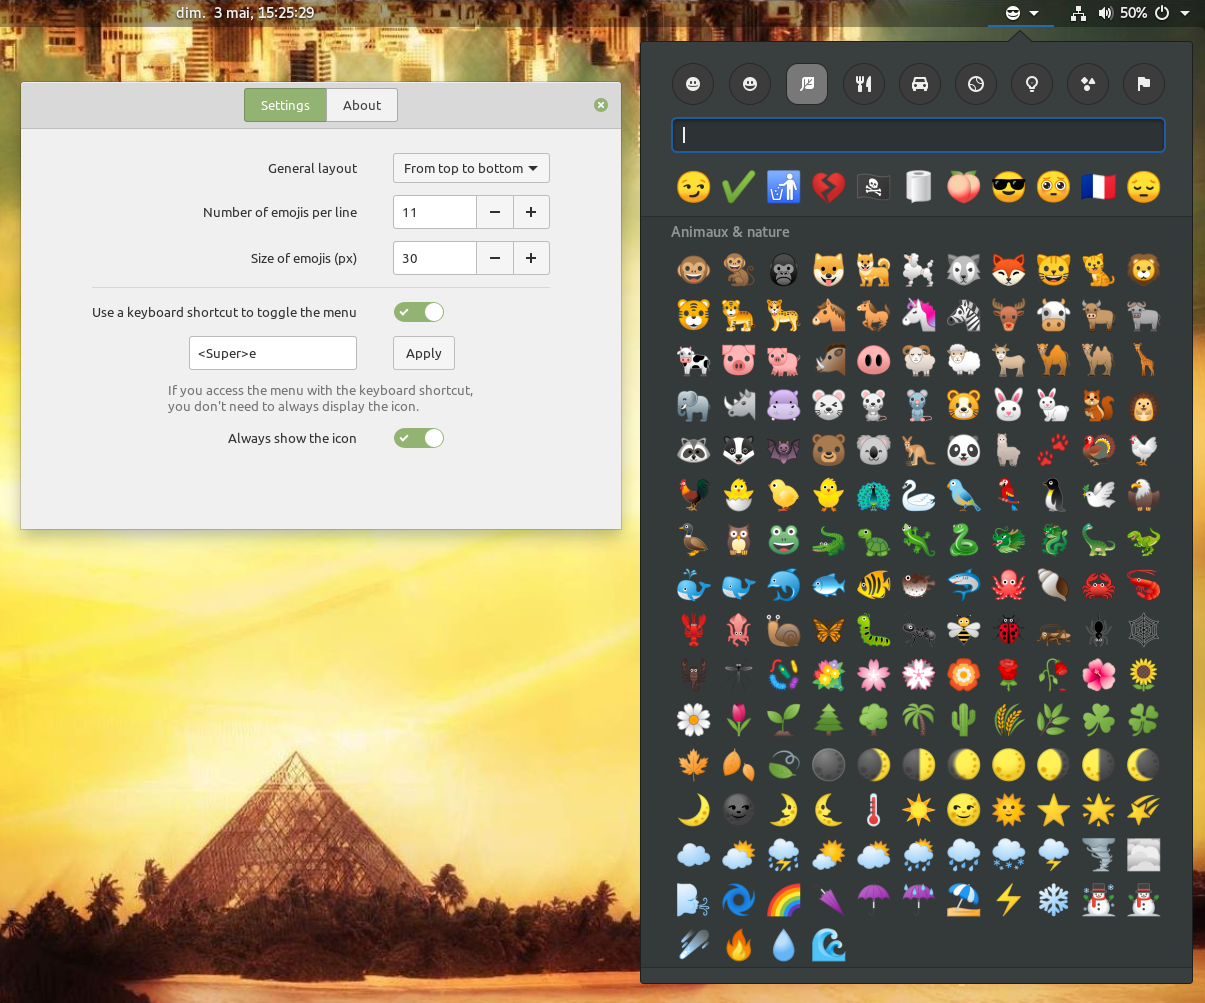 dim. 3 mai, 15:25:29
50%
Settings
About
General layout
From top to bottom
Number of emojis per line
11
Size of emojis (px)
30
Use a keyboard shortcut to toggle the menu
<Super>e
Apply
If you access the menu with the keyboard shortcut,
you don't need to always display the icon.
Always show the icon
Animaux & nature